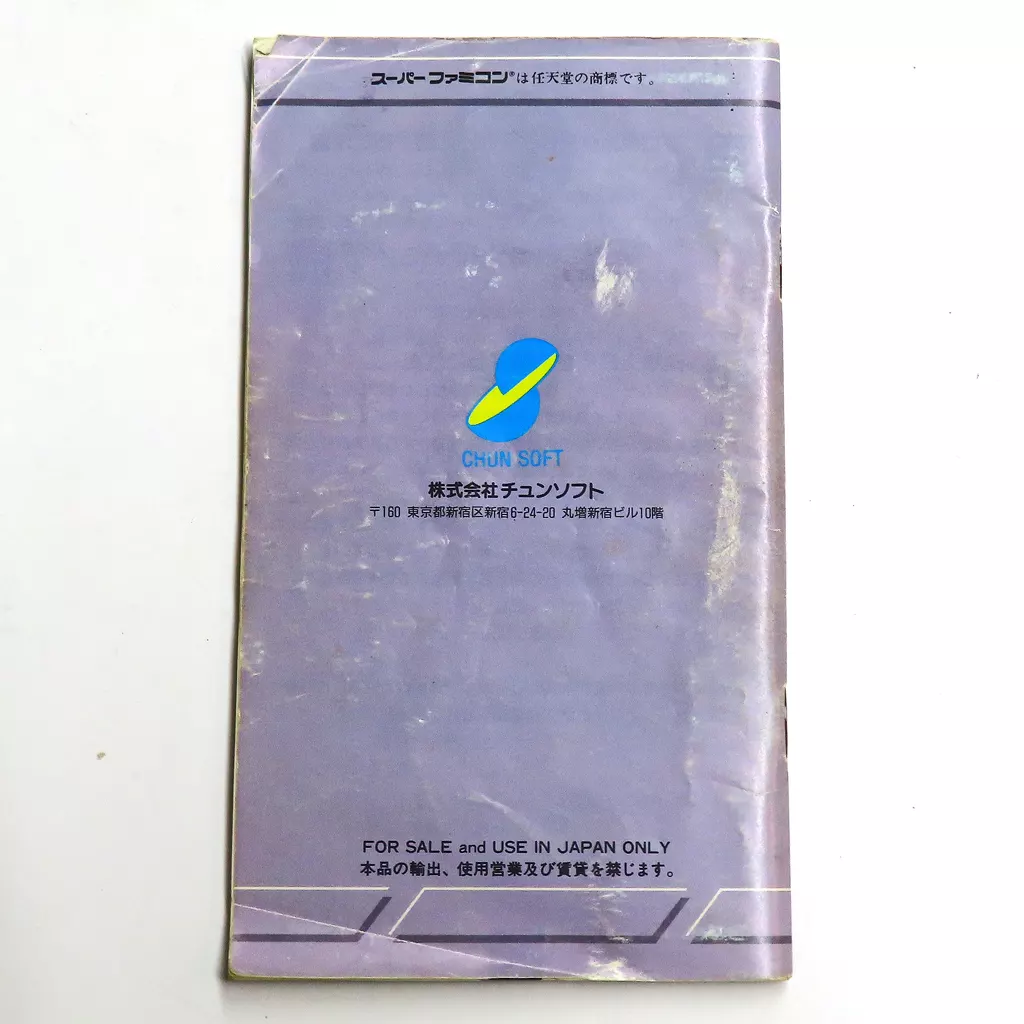 スーパーファミコン®は任天堂の商標です。
CHUN SOFT
株式会社チュンソフト
〒160 東京都新宿区新宿6-24-20 丸増新宿ビル10階
FOR SALE and USE IN JAPAN ONLY
本品の輸出、使用営業及び賃貸を禁じます。